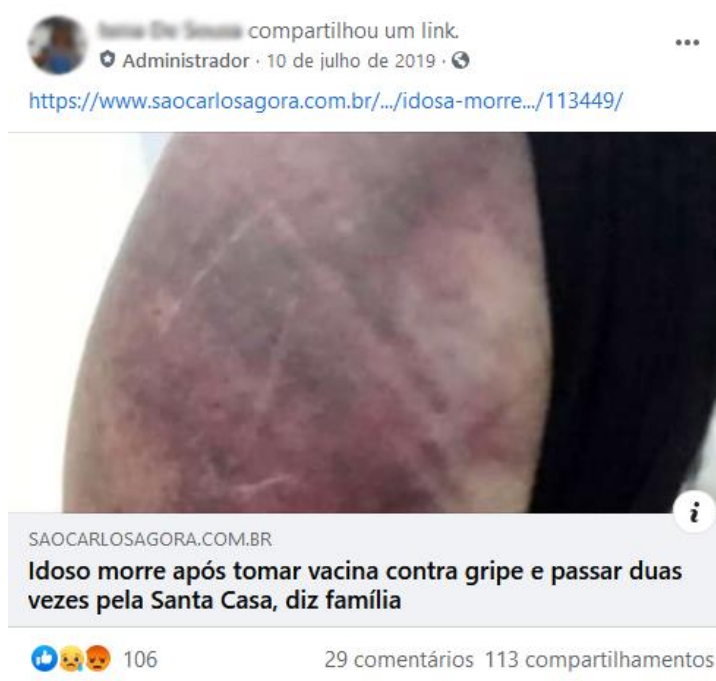 compartilhou um link.
Administrador · 10 de julho de 2019 ·
https://www.saocarlosagora.com.br/.../idosa-morre.../113449/
SAOCARLOSAGORA.COM.BR
Idoso morre após tomar vacina contra gripe e passar duas
vezes pela Santa Casa, diz família
106 29 comentários 113 compartilhamentos